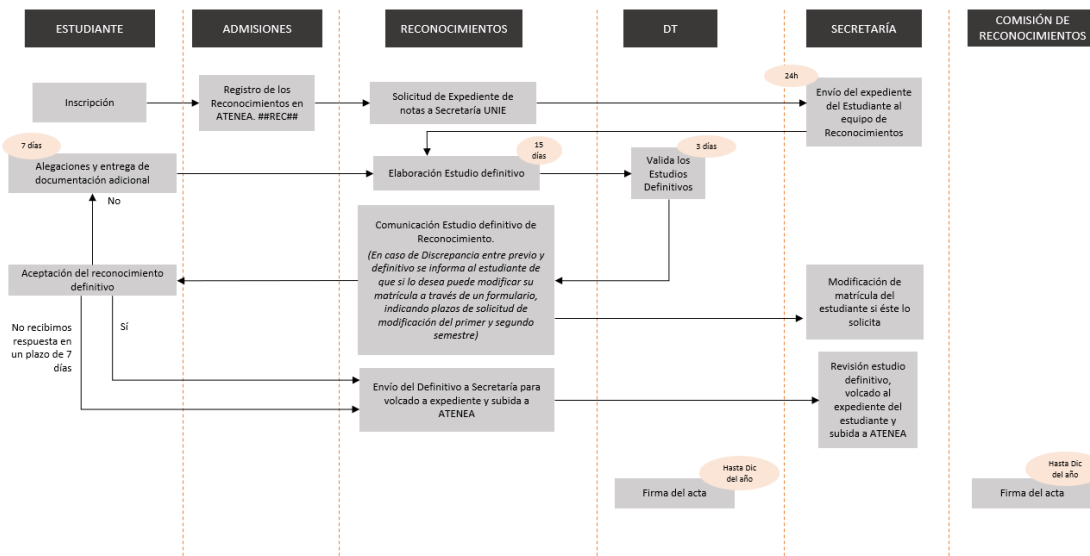 ESTUDIANTE
ADMISIONES
RECONOCIMIENTOS
DT
SECRETARÍA
COMISIÓN DE
RECONOCIMIENTOS
Inscripción
Registro de los
Reconocimientos en
ATENEA. ##REC##
Solicitud de Expediente de
notas a Secretaría UNIE
24h
Envío del expediente
del Estudiante al
equipo de
Reconocimientos
7 días
Alegaciones y entrega de
documentación adicional
15
días
Elaboración Estudio definitivo
3 días
Valida los
Estudios
Definitivos
No
Comunicación Estudio definitivo de
Reconocimiento.
(En caso de Discrepancia entre previo y
definitivo se informa al estudiante de
que si lo desea puede modificar su
matrícula a través de un formulario,
indicando plazos de solicitud de
modificación del primer y segundo
semestre)
Aceptación del reconocimiento
definitivo
Modificación de
matrícula del
estudiante si éste lo
solicita
No recibimos
respuesta en
un plazo de 7
días
Sí
Envío del Definitivo a Secretaría para
volcado a expediente y subida a
ATENEA
Revisión estudio
definitivo,
volcado al
expediente del
estudiante y
subida a ATENEA
Hasta Dic
del año
Firma del acta
Hasta Dic
del año
Firma del acta